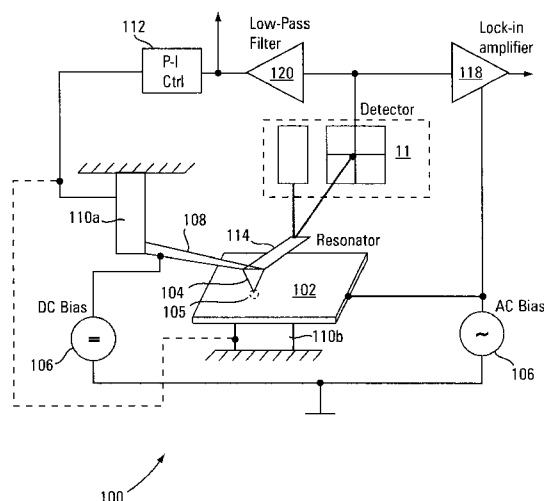 112
P-I
Ctrl
Low-Pass
Filter
120
Lock-in
amplifier
118
Detector
11
110a
108
114
Resonator
104
105
102
DC Bias
=
106
110b
AC Bias
~
106
100